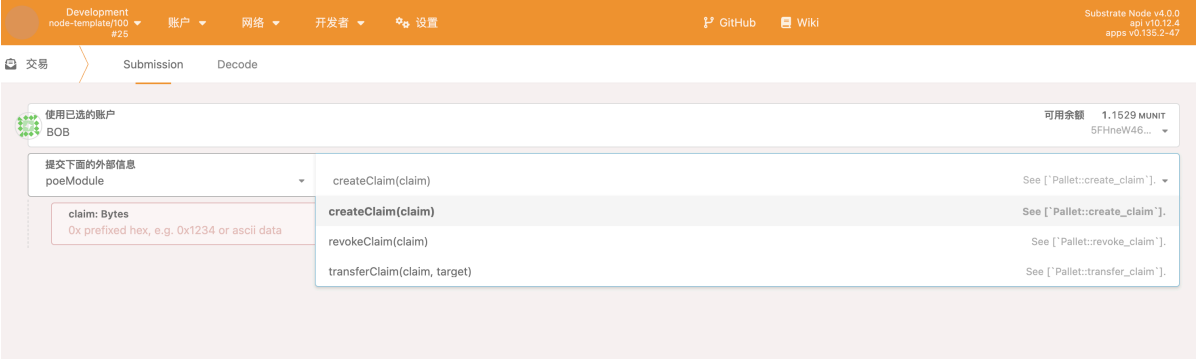 Development
node-template/100
#25
账户
网络
开发者
设置
GitHub
Wiki
Substrate Node v4.0.0
api v10.12.4
apps v0.135.2-47
交易
Submission
Decode
使用已选的账户
BOB
可用余额 1.1529 MUNIT
5FHneW46...
提交下面的外部信息
poeModule
createClaim(claim)
See [`Pallet::create_claim`].
claim: Bytes
0x prefixed hex, e.g. 0x1234 or ascii data
createClaim(claim)
See [`Pallet::create_claim`].
revokeClaim(claim)
See [`Pallet::revoke_claim`].
transferClaim(claim, target)
See [`Pallet::transfer_claim`].